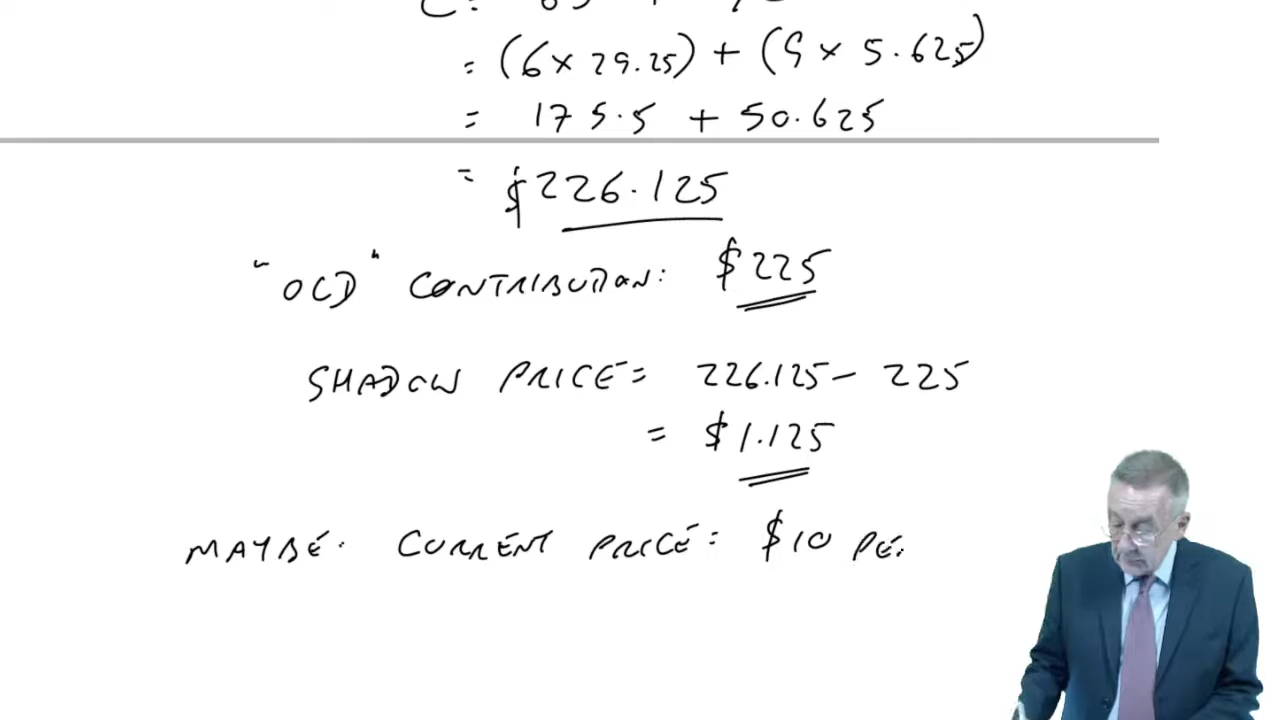 = (6 × 29.25) + (9 × 5.625)
= 175.5 + 50.625
= $226.125
"OLD" CONTRIBUTION: $225
SHADOW PRICE = 226.125 - 225
= $1.125
MAYBE. CURRENT PRICE = $10 PE